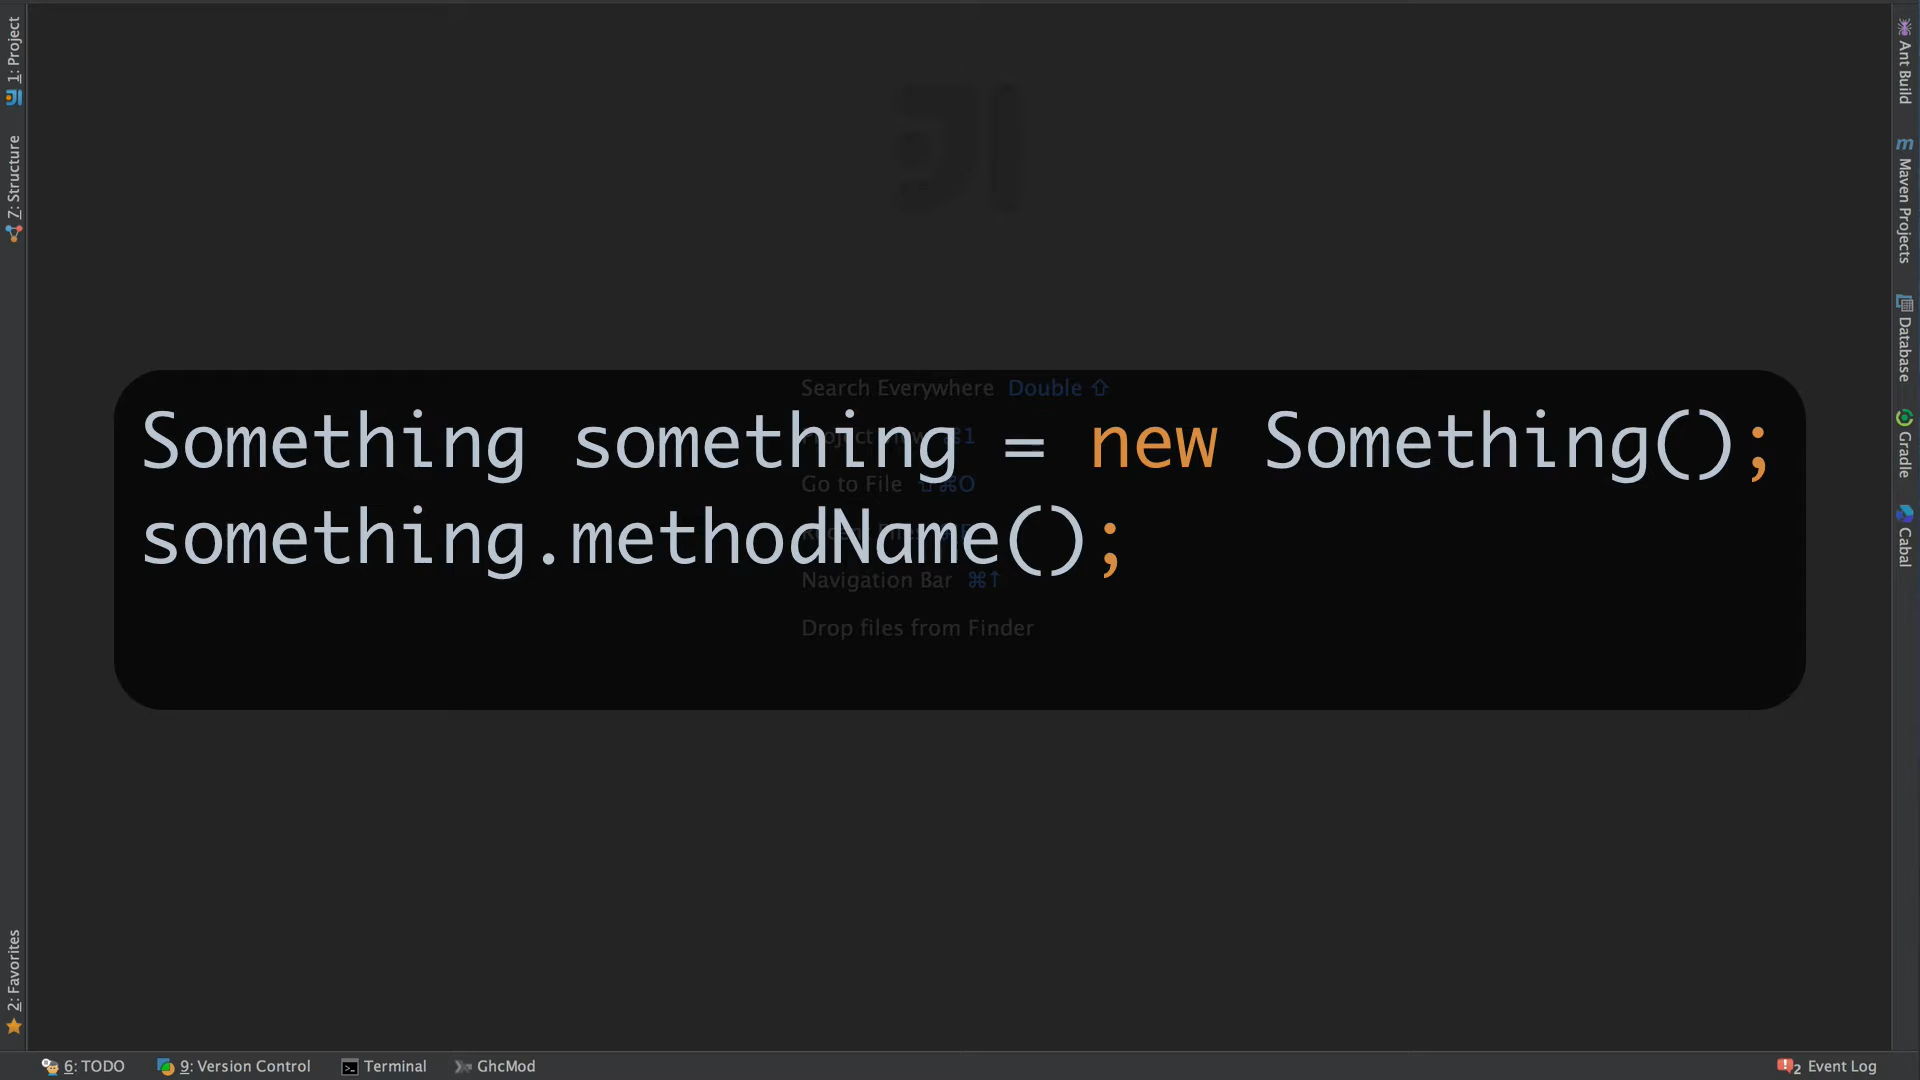 1: Project
Z: Structure
2: Favorites
Search Everywhere Double ⇧
Something something = new Something();
Go to File ⇧⌘O
something.methodName();
Navigation Bar ⌘↑
Drop files from Finder
Ant Build
m Maven Projects
Database
Gradle
Cabal
6: TODO
9: Version Control
Terminal
GhcMod
2 Event Log